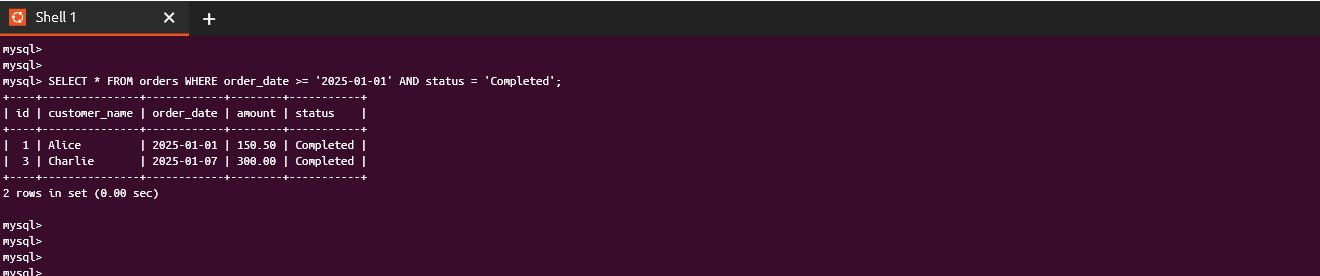 Shell 1
mysql>
mysql>
mysql> SELECT * FROM orders WHERE order_date >= '2025-01-01' AND status = 'Completed';
+----+---------------+------------+--------+-----------+
| id | customer_name | order_date | amount | status    |
+----+---------------+------------+--------+-----------+
|  1 | Alice         | 2025-01-01 | 150.50 | Completed |
|  3 | Charlie       | 2025-01-07 | 300.00 | Completed |
+----+---------------+------------+--------+-----------+
2 rows in set (0.00 sec)
mysql>
mysql>
mysql>
mysql>